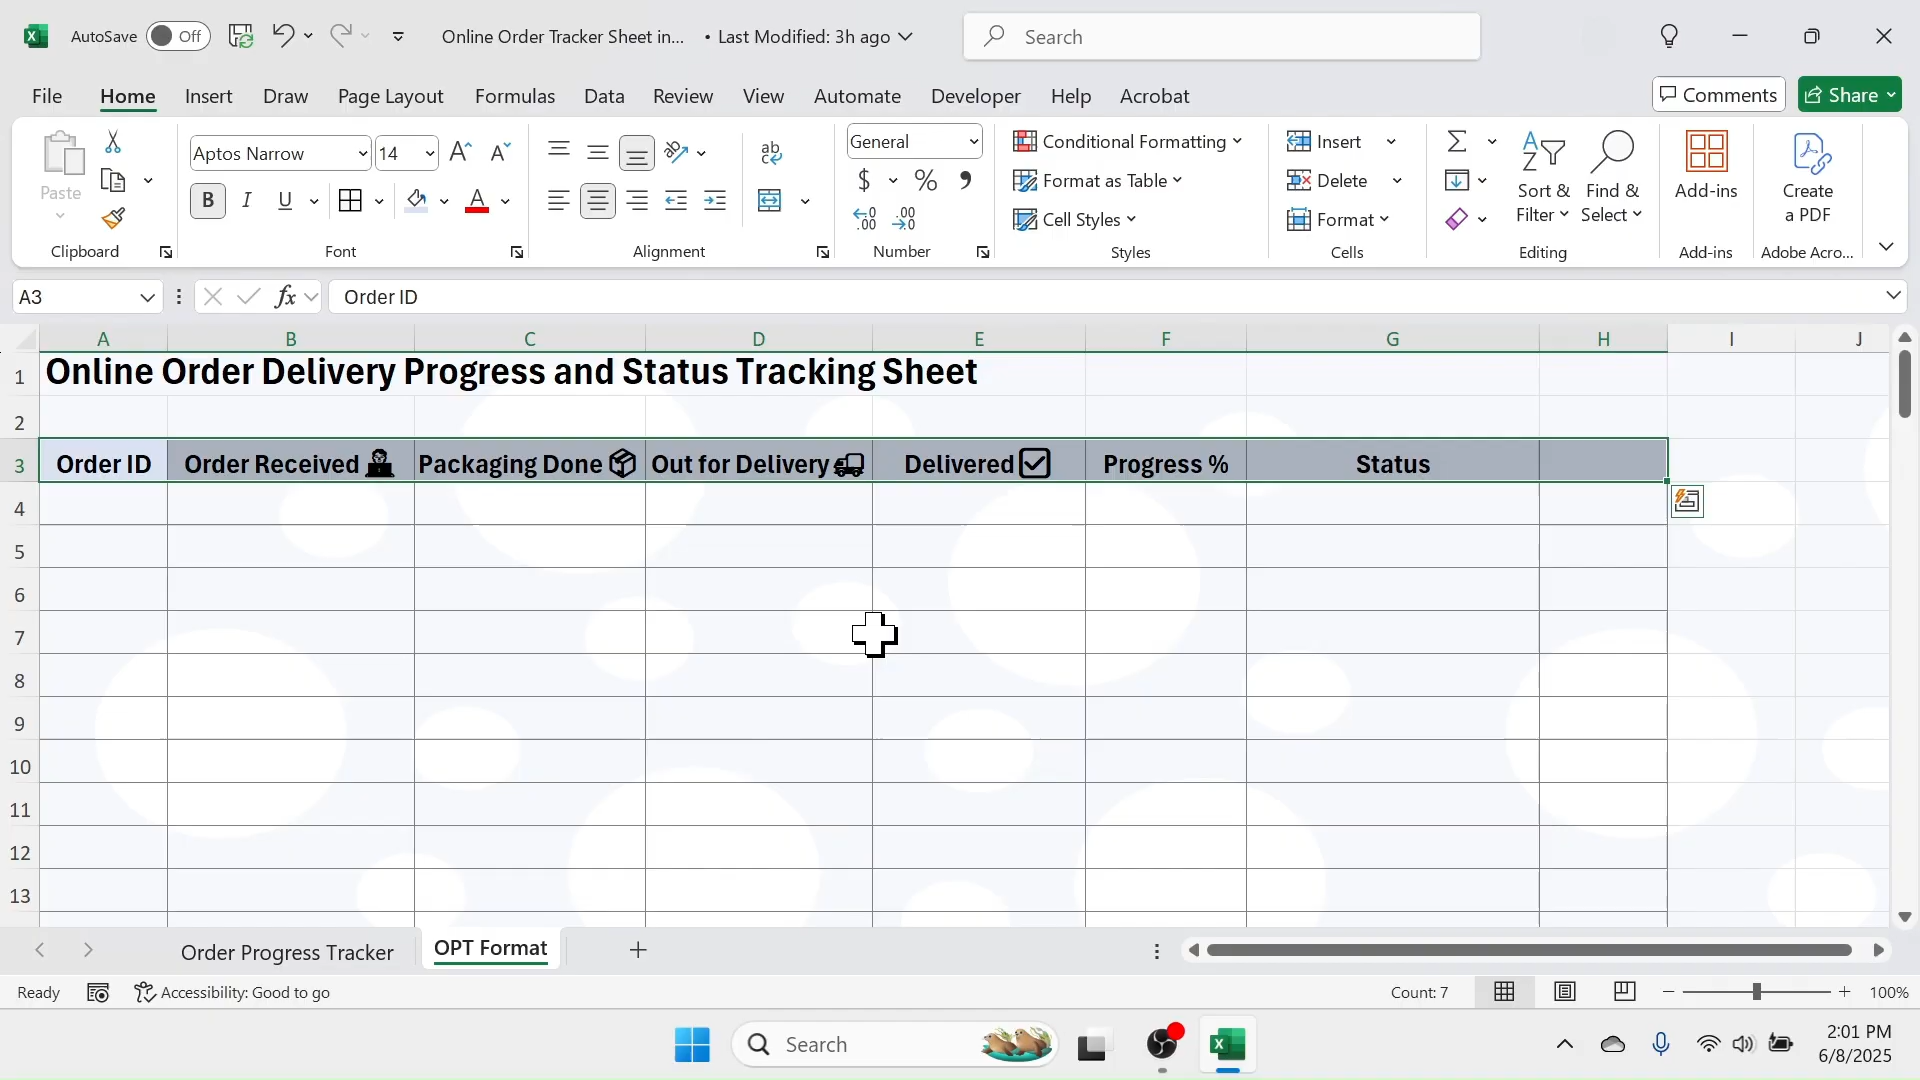 AutoSave Off Online Order Tracker Sheet in... • Last Modified: 3h ago Search
File Home Insert Draw Page Layout Formulas Data Review View Automate Developer Help Acrobat Comments Share
Paste Aptos Narrow 14 General Conditional Formatting Format as Table Cell Styles Insert Delete Format Sort & Filter Find & Select Add-ins Create a PDF
Clipboard Font Alignment Number Styles Cells Editing Add-ins Adobe Acro...
A3 fx Order ID
A B C D E F G H I J
1 Online Order Delivery Progress and Status Tracking Sheet
2
3 Order ID Order Received Packaging Done Out for Delivery Delivered Progress % Status
4
5
6
7
8
9
10
11
12
13
Order Progress Tracker OPT Format
Ready Accessibility: Good to go Count: 7 100%
Search 2:01 PM
6/8/2025